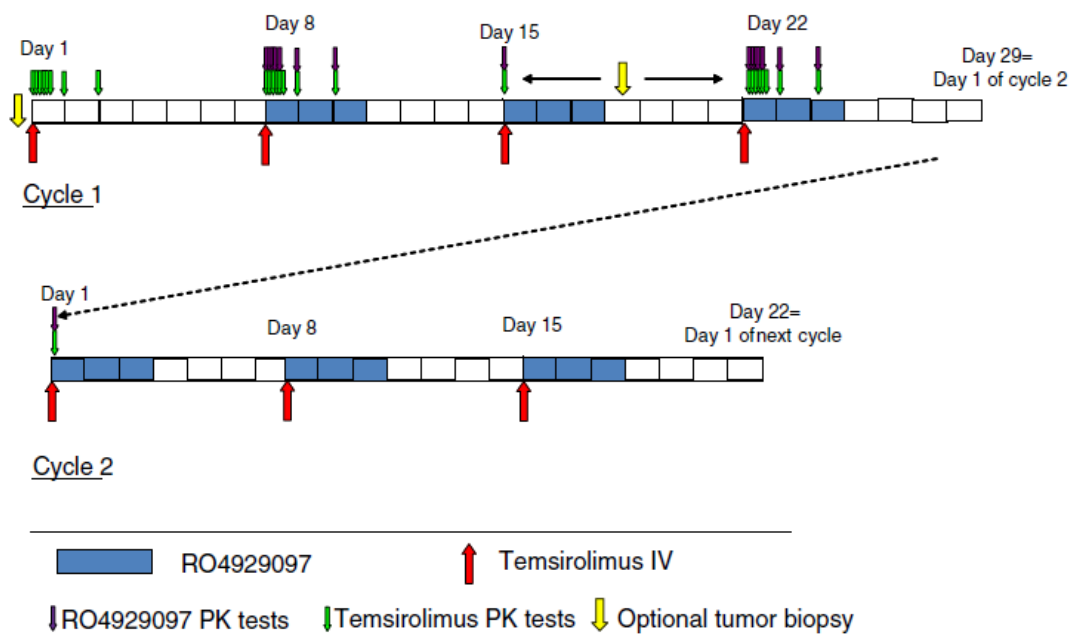 Day 1
Day 8
Day 15
Day 22
Day 29=
Day 1 of cycle 2
Cycle 1
Day 1
Day 8
Day 15
Day 22=
Day 1 of next cycle
Cycle 2
RO4929097
Temsirolimus IV
RO4929097 PK tests
Temsirolimus PK tests
Optional tumor biopsy